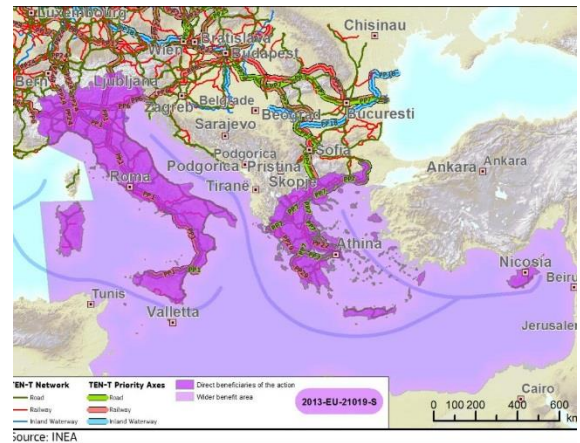 Luxembourg
Chisinau
Wien
Bratislava
Budapest
Bern
Ljubljana
Zagreb
Belgrade
Beograd
Bucuresti
Sarajevo
Podgorica
Podgorica
Pristina
Sofia
Skopje
Tirane
Roma
Ankara
Ankara
Athina
Nicosia
Tunis
Valletta
Beiru
Jerusalem
Cairo
TEN-T Network
Road
Railway
Inland Waterway
TEN-T Priority Axes
Road
Railway
Inland Waterway
Direct beneficiaries of the action
Wider benefit area
2013-EU-21019-S
0 100 200 400 600
km
Source: INEA